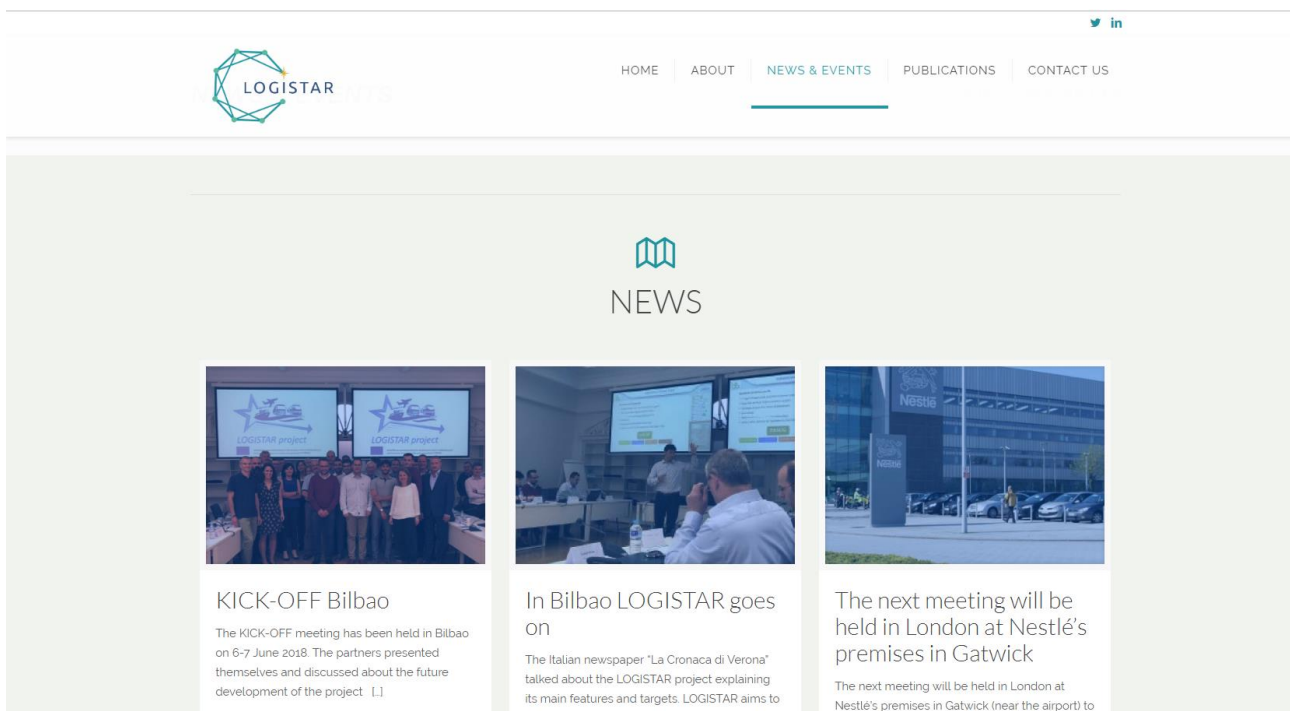 in
LOGISTAR
HOME ABOUT NEWS & EVENTS PUBLICATIONS CONTACT US
NEWS
LOGISTAR project LOGISTAR project
Nestlé
Nestlé
KICK-OFF Bilbao
The KICK-OFF meeting has been held in Bilbao
on 6-7 June 2018. The partners presented
themselves and discussed about the future
development of the project [...]
In Bilbao LOGISTAR goes
on
The Italian newspaper “La Cronaca di Verona”
talked about the LOGISTAR project explaining
its main features and targets. LOGISTAR aims to
The next meeting will be
held in London at Nestlé’s
premises in Gatwick
The next meeting will be held in London at
Nestlé’s premises in Gatwick (near the airport) to